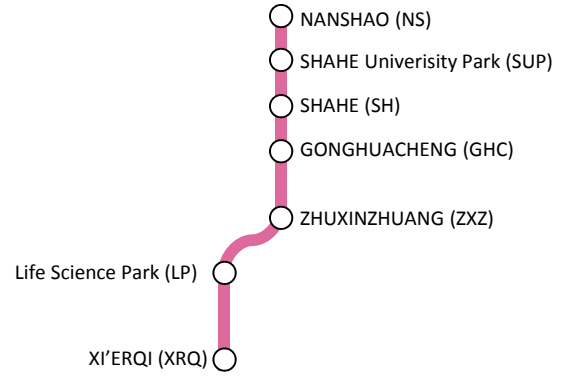 NANSHAO (NS)
SHAHE Univerisity Park (SUP)
SHAHE (SH)
GONGHUACHENG (GHC)
ZHUXINZHUANG (ZXZ)
Life Science Park (LP)
XI’ERQI (XRQ)